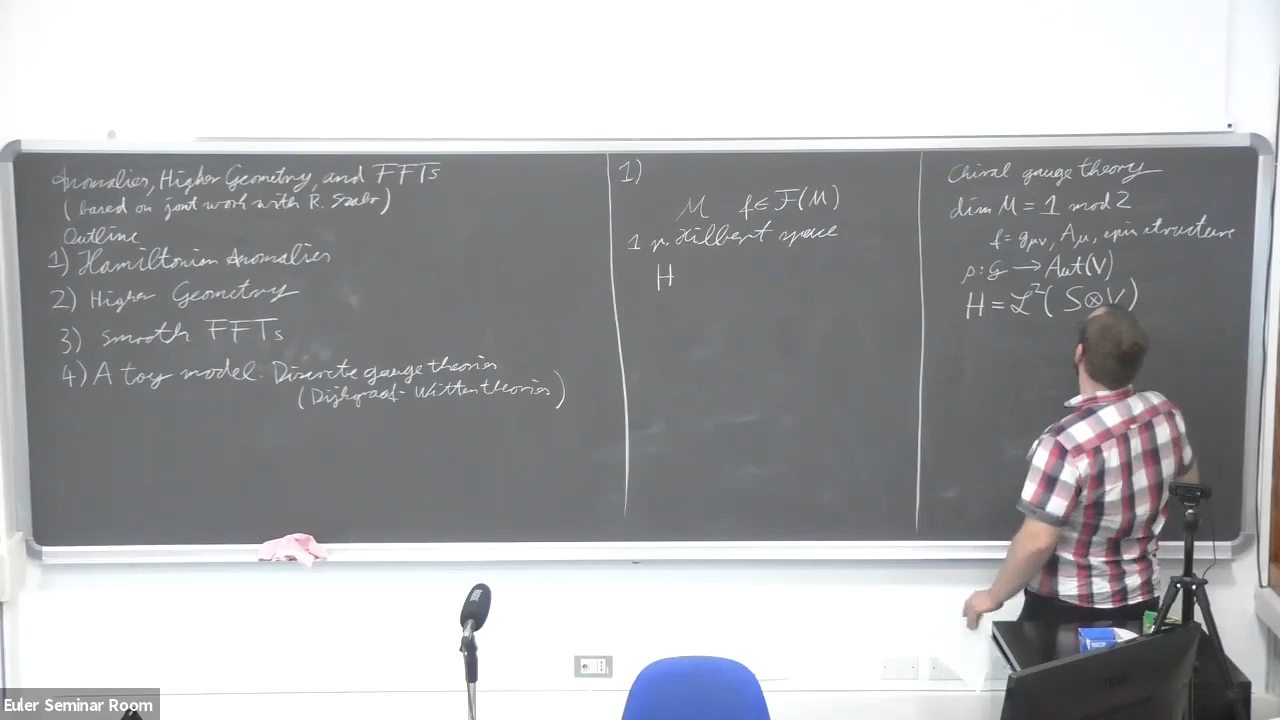 Anomalies, Higher Geometry, and FFTs
(based on joint work with R. Szabo)
Outline
1) Hamiltonian Anomalies
2) Higher Geometry
3) Smooth FFTs
4) A toy model. Discrete gauge theories
(Dijkgraaf-Witten theories)
1)
M f∈F(M)
1 p. Hilbert space
H
Chiral gauge theory
dim M = 1 mod 2
f = gμν, Aμ, spin structure
ρ: G → Aut(V)
H = L²(S⊗V)
Euler Seminar Room